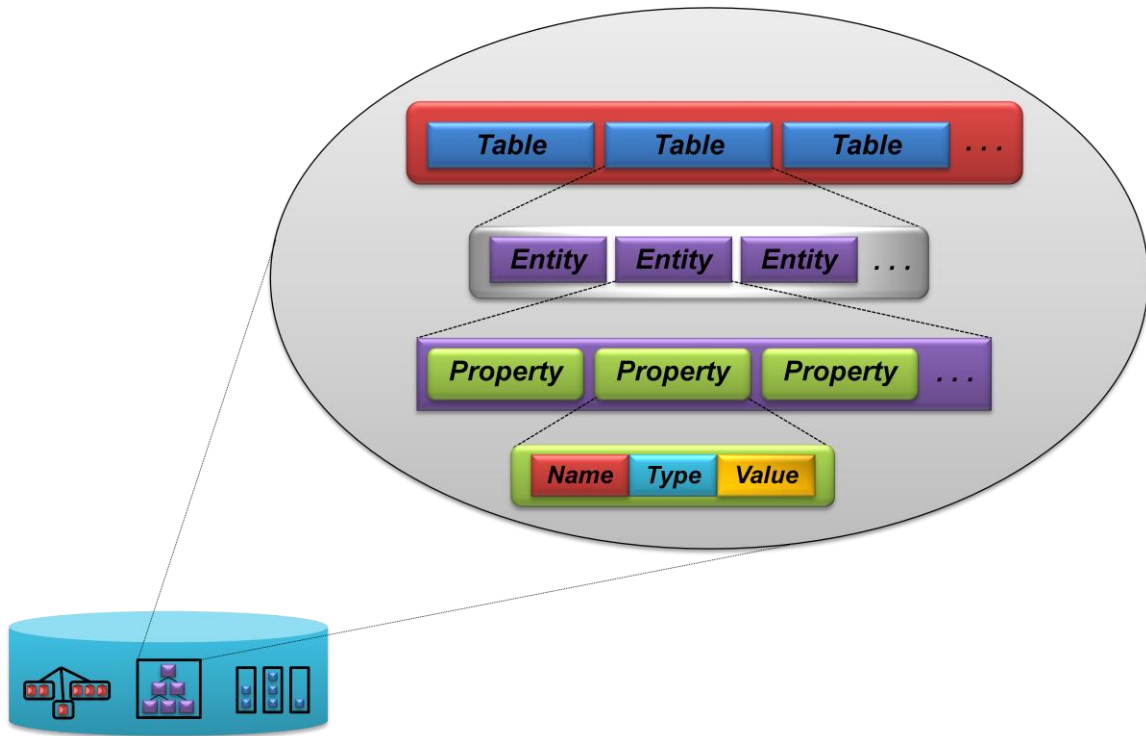 Table Table Table ...
Entity Entity Entity ...
Property Property Property ...
Name Type Value